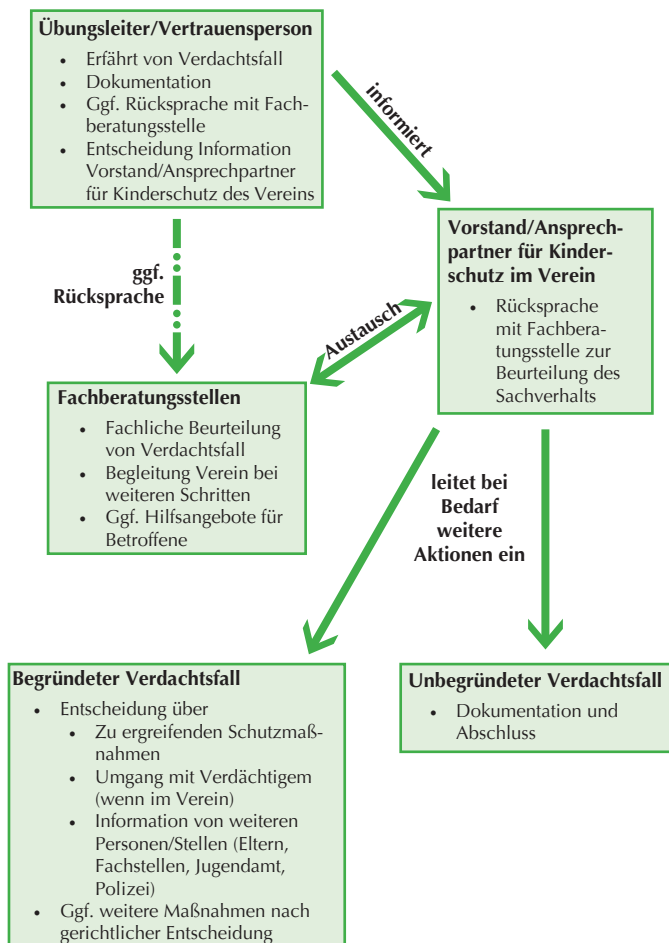 Übungsleiter/Vertrauensperson
• Erfährt von Verdachtsfall
• Dokumentation
• Ggf. Rücksprache mit Fach-
beratungsstelle
• Entscheidung Information
Vorstand/Ansprechpartner
für Kinderschutz des Vereins
informiert
Vorstand/Ansprech-
partner für Kinder-
schutz im Verein
• Rücksprache
mit Fachbera-
tungsstelle zur
Beurteilung des
Sachverhalts
ggf.
Rücksprache
Austausch
Fachberatungsstellen
• Fachliche Beurteilung
von Verdachtsfall
• Begleitung Verein bei
weiteren Schritten
• Ggf. Hilfsangebote für
Betroffene
leitet bei
Bedarf
weitere
Aktionen ein
Begründeter Verdachtsfall
• Entscheidung über
• Zu ergreifenden Schutzmaß-
nahmen
• Umgang mit Verdächtigem
(wenn im Verein)
• Information von weiteren
Personen/Stellen (Eltern,
Fachstellen, Jugendamt,
Polizei)
• Ggf. weitere Maßnahmen nach
gerichtlicher Entscheidung
Unbegründeter Verdachtsfall
• Dokumentation und
Abschluss